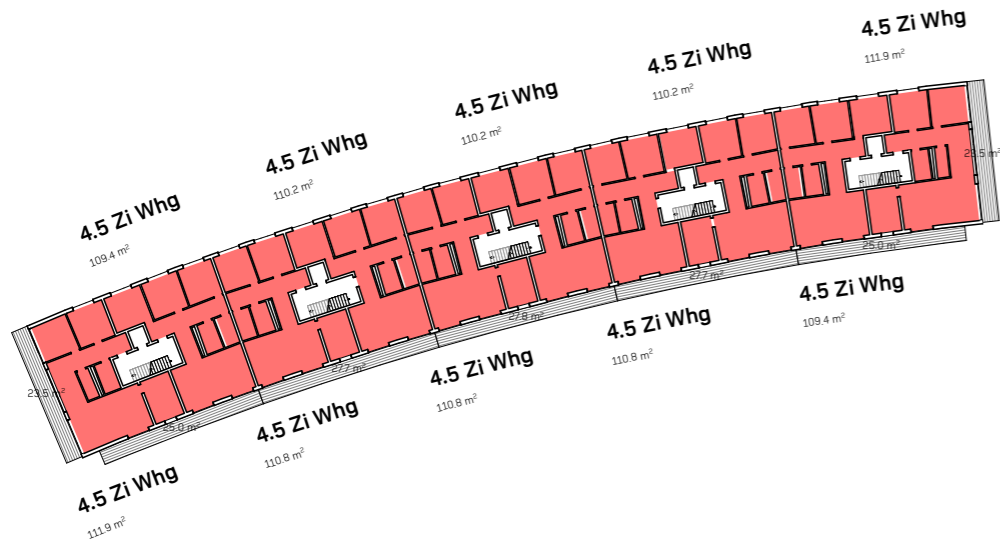 4.5 Zi Whg
111.9 m²
4.5 Zi Whg
110.2 m²
4.5 Zi Whg
110.2 m²
4.5 Zi Whg
110.2 m²
4.5 Zi Whg
109.4 m²
23.5 m²
23.5 m²
25.0 m²
27.7 m²
27.8 m²
27.7 m²
25.0 m²
4.5 Zi Whg
109.4 m²
4.5 Zi Whg
110.8 m²
4.5 Zi Whg
110.8 m²
4.5 Zi Whg
110.8 m²
4.5 Zi Whg
111.9 m²